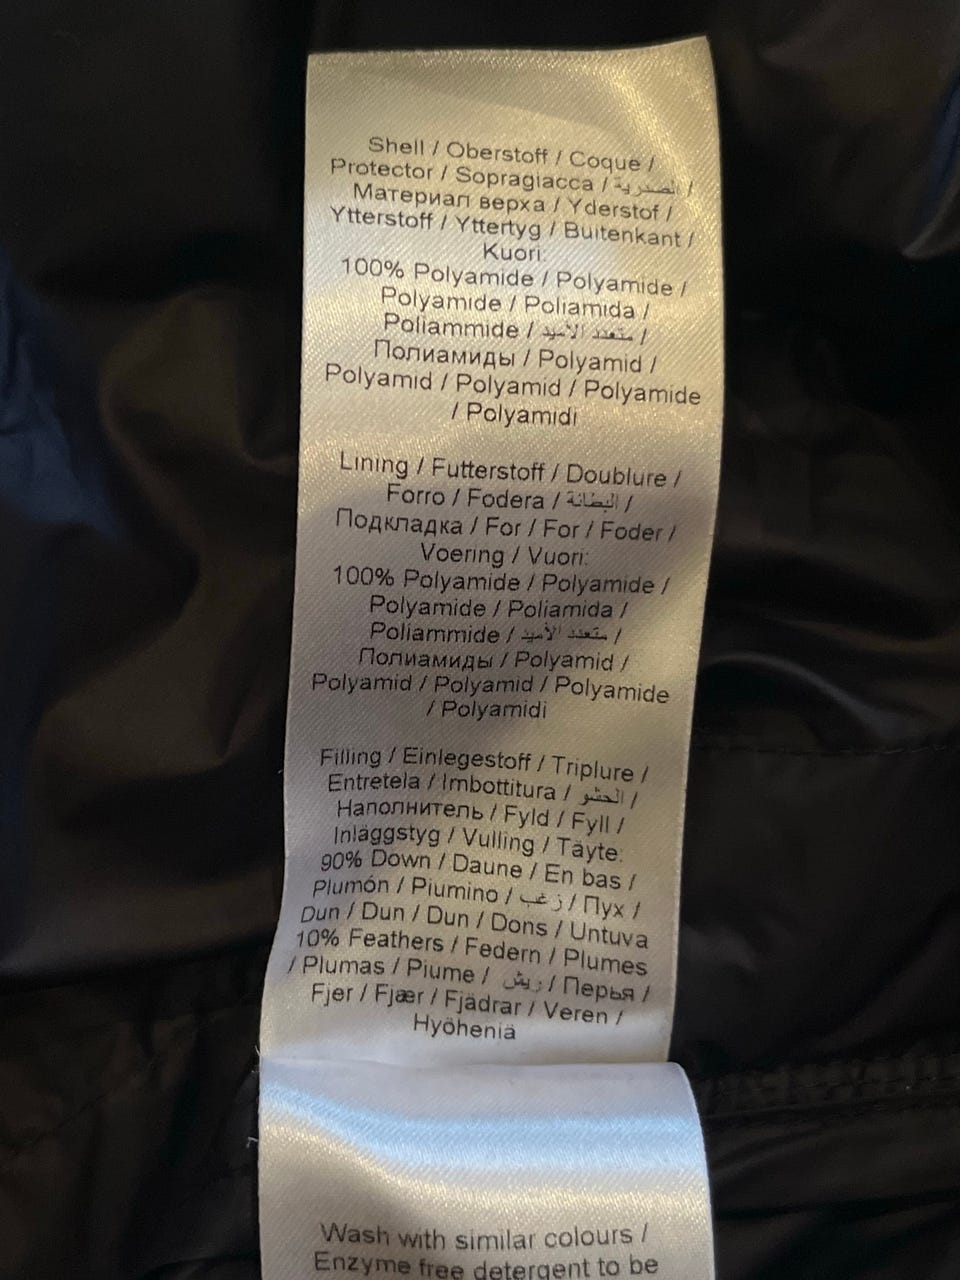 Shell / Oberstoff / Coque /
Protector / Sopragiacca / الصدرية /
Материал верха / Yderstof /
Ytterstoff / Yttertyg / Buitenkant /
Kuori:
100% Polyamide / Polyamide /
Polyamide / Poliamida /
Poliammide / متعدد الأميد /
Полиамиды / Polyamid /
Polyamid / Polyamid / Polyamide
/ Polyamidi
Lining / Futterstoff / Doublure /
Forro / Fodera / البطانة /
Подкладка / For / For / Foder /
Voering / Vuori:
100% Polyamide / Polyamide /
Polyamide / Poliamida /
Poliammide / متعدد الأميد /
Полиамиды / Polyamid /
Polyamid / Polyamid / Polyamide
/ Polyamidi
Filling / Einlegestoff / Triplure /
Entretela / Imbottitura / الحشو /
Наполнитель / Fyld / Fyll /
Inläggstyg / Vulling / Täyte:
90% Down / Daune / En bas /
Plumón / Piumino / زغب / Пух /
Dun / Dun / Dun / Dons / Untuva
10% Feathers / Federn / Plumes
/ Plumas / Piume / ريش / Перья /
Fjer / Fjær / Fjädrar / Veren /
Hyöheniä
Wash with similar colours /
Enzyme free detergent to be